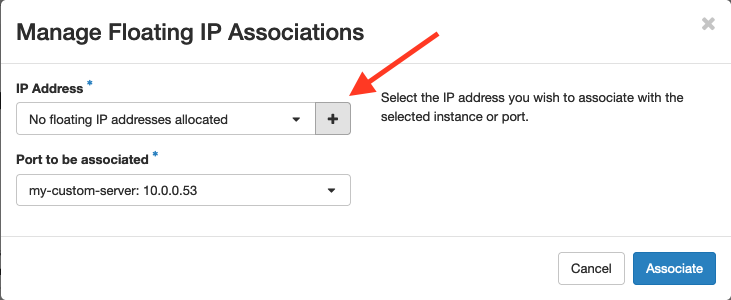 Manage Floating IP Associations
×
IP Address *
Select the IP address you wish to associate with the
selected instance or port.
No floating IP addresses allocated
+
Port to be associated *
my-custom-server: 10.0.0.53
Cancel
Associate